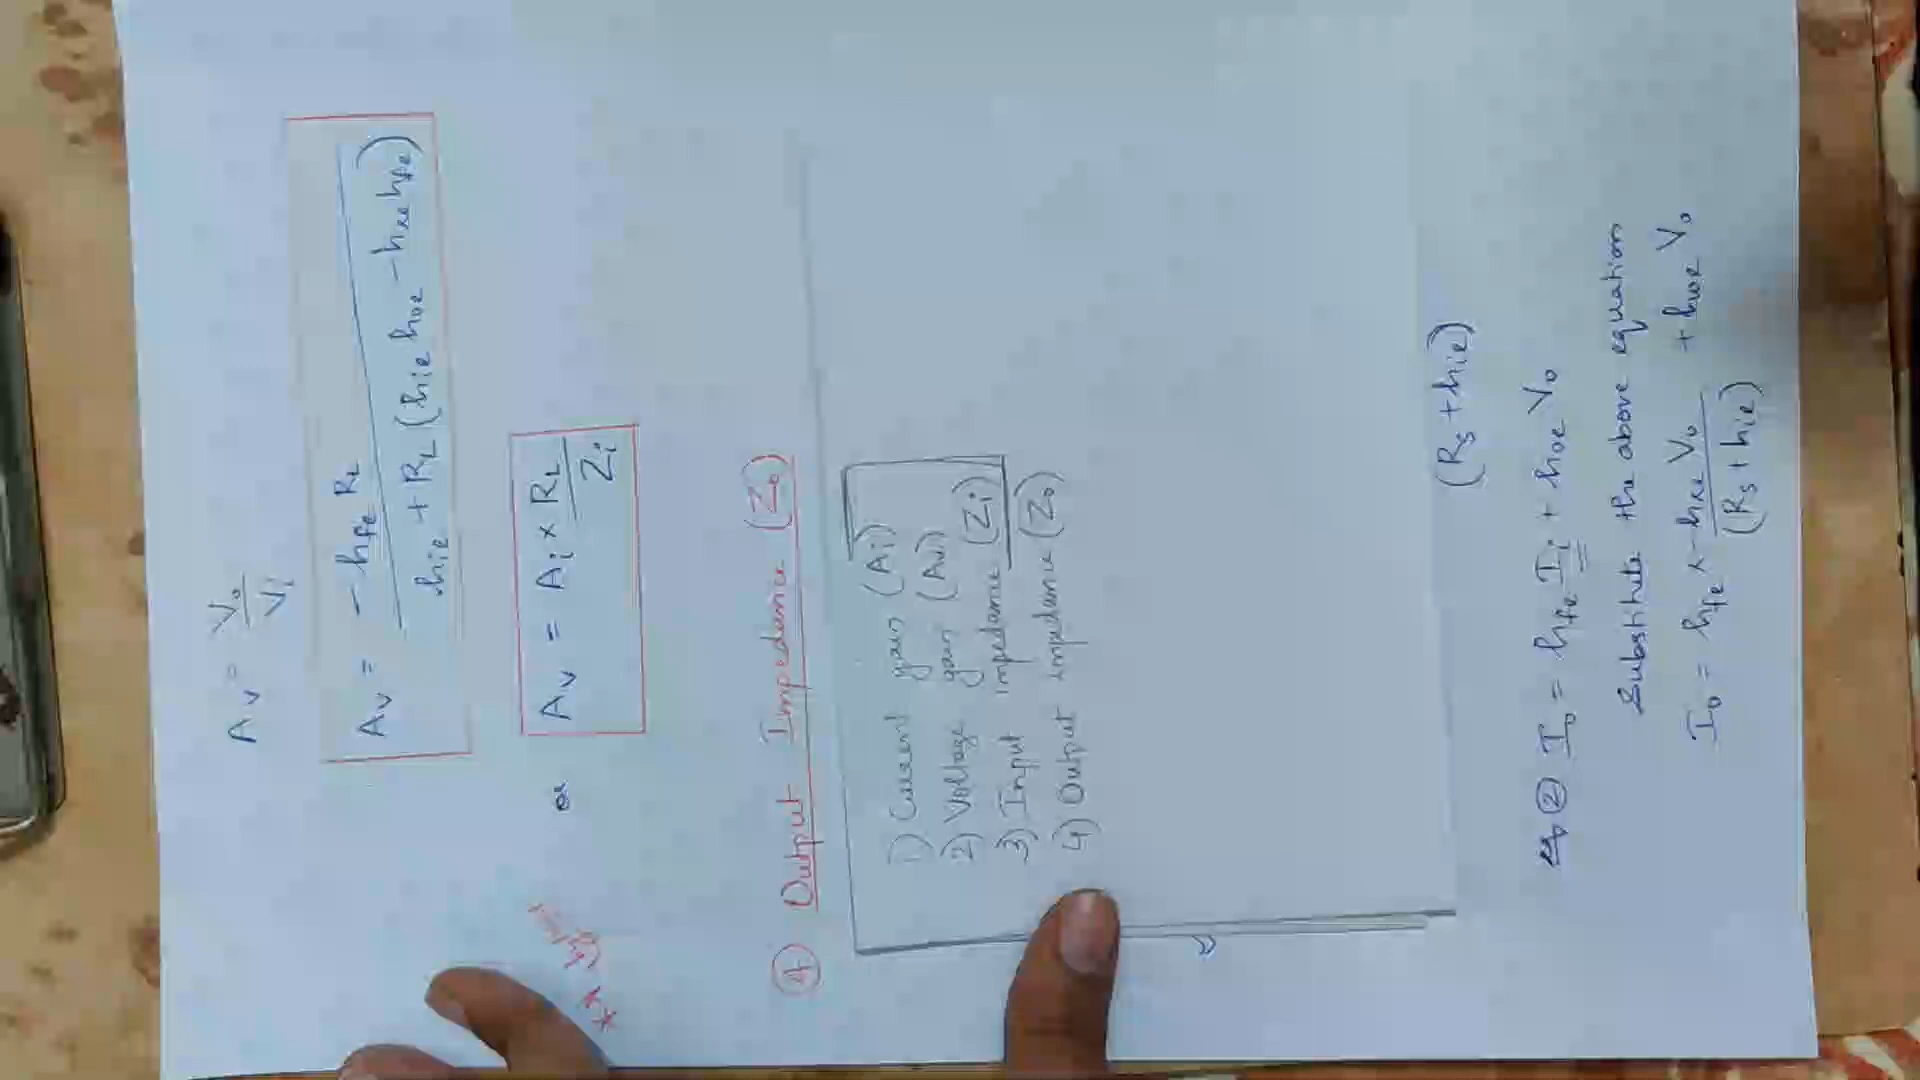 Av = Vo / Vi
Av = -hfe RL / hie + RL (hie hoe - hre hfe)
or Av = Ai × RL / Zi
④ Output Impedance (Zo)
1) Current gain (Ai)
2) Voltage gain (Av)
3) Input impedance (Zi)
4) Output impedance (Zo)
(Rs + hie)
② Io = hfe Ii + hoe Vo
Substitute the above equation
Io = hfe × -hre Vo / (Rs + hie) + hoe Vo